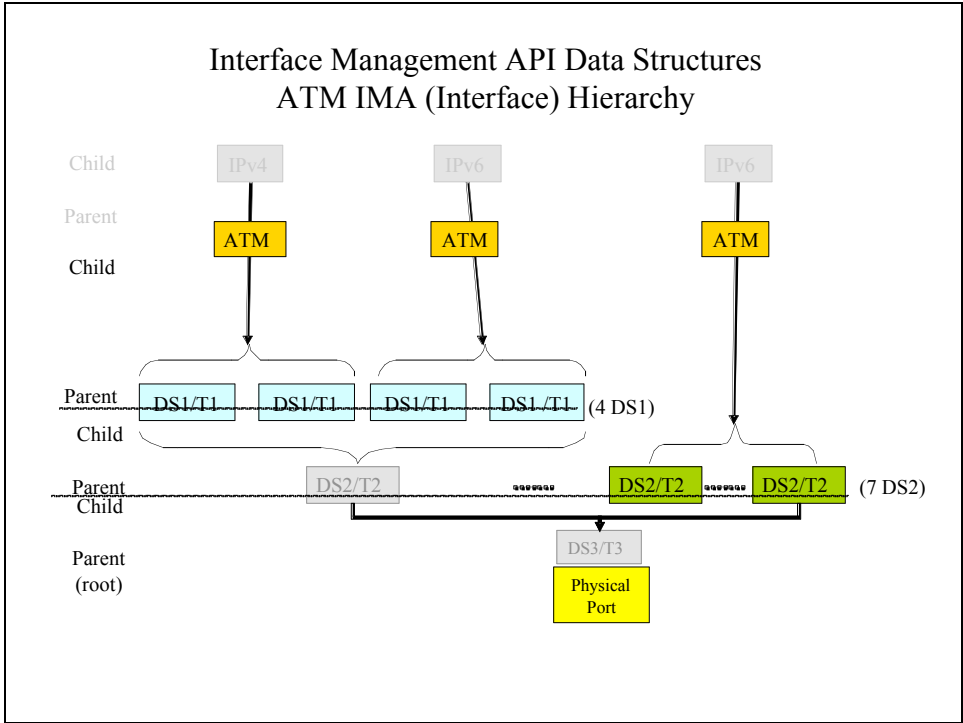 Interface Management API Data Structures
ATM IMA (Interface) Hierarchy
Child
IPv4
IPv6
IPv6
Parent
ATM
ATM
ATM
Child
Parent
DS1/T1
DS1/T1
DS1/T1
DS1 /T1
(4 DS1)
Child
Parent
DS2/T2
DS2/T2
DS2/T2
(7 DS2)
Child
DS3/T3
Parent
(root)
Physical
Port